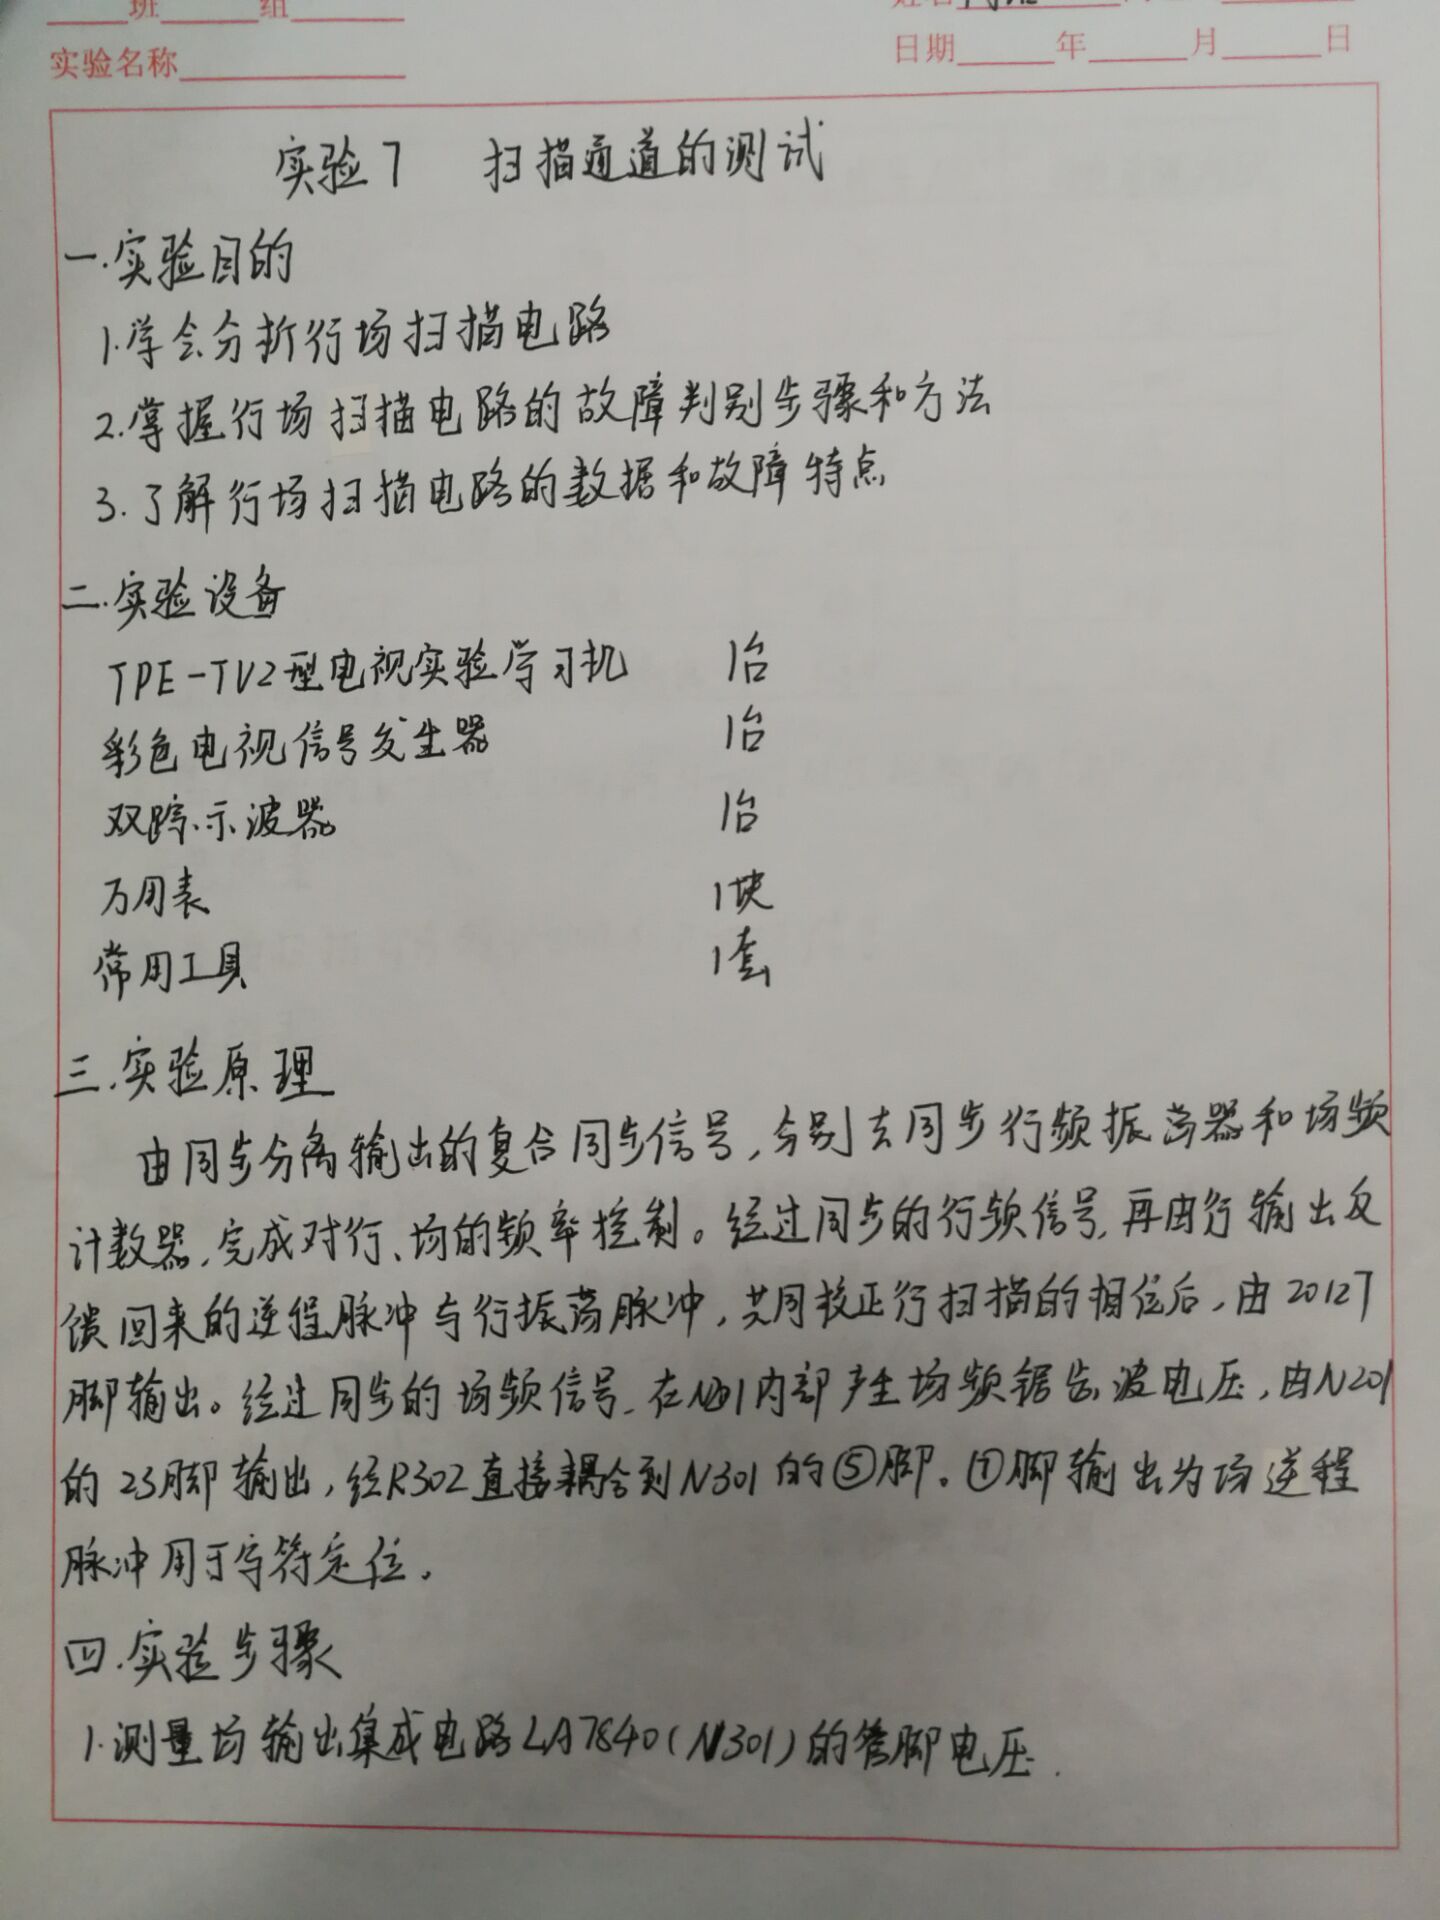 班 组
实验名称
日期 年 月 日
实验7 扫描通道的测试
一.实验目的
1.学会分析行场扫描电路
2.掌握行场扫描电路的故障判别步骤和方法
3.了解行场扫描电路的数据和故障特点
二.实验设备
TPE-TV2型电视实验学习机 1台
彩色电视信号发生器 1台
双踪示波器 1台
万用表 1块
常用工具 1套
三.实验原理
由同步分离输出的复合同步信号,分别去同步行频振荡器和场频
计数器,完成对行、场的频率控制。经过同步的行频信号,再由行输出反
馈回来的逆程脉冲与行振荡脉冲,共同校正行扫描的相位后,由20127
脚输出。经过同步的场频信号,在N201内部产生场频锯齿波电压,由N201
的23脚输出,经R302直接耦合到N301的⑤脚。⑦脚输出为场逆程
脉冲用于字符定位.
四.实验步骤
1.测量场输出集成电路LA7840(N301)的管脚电压.